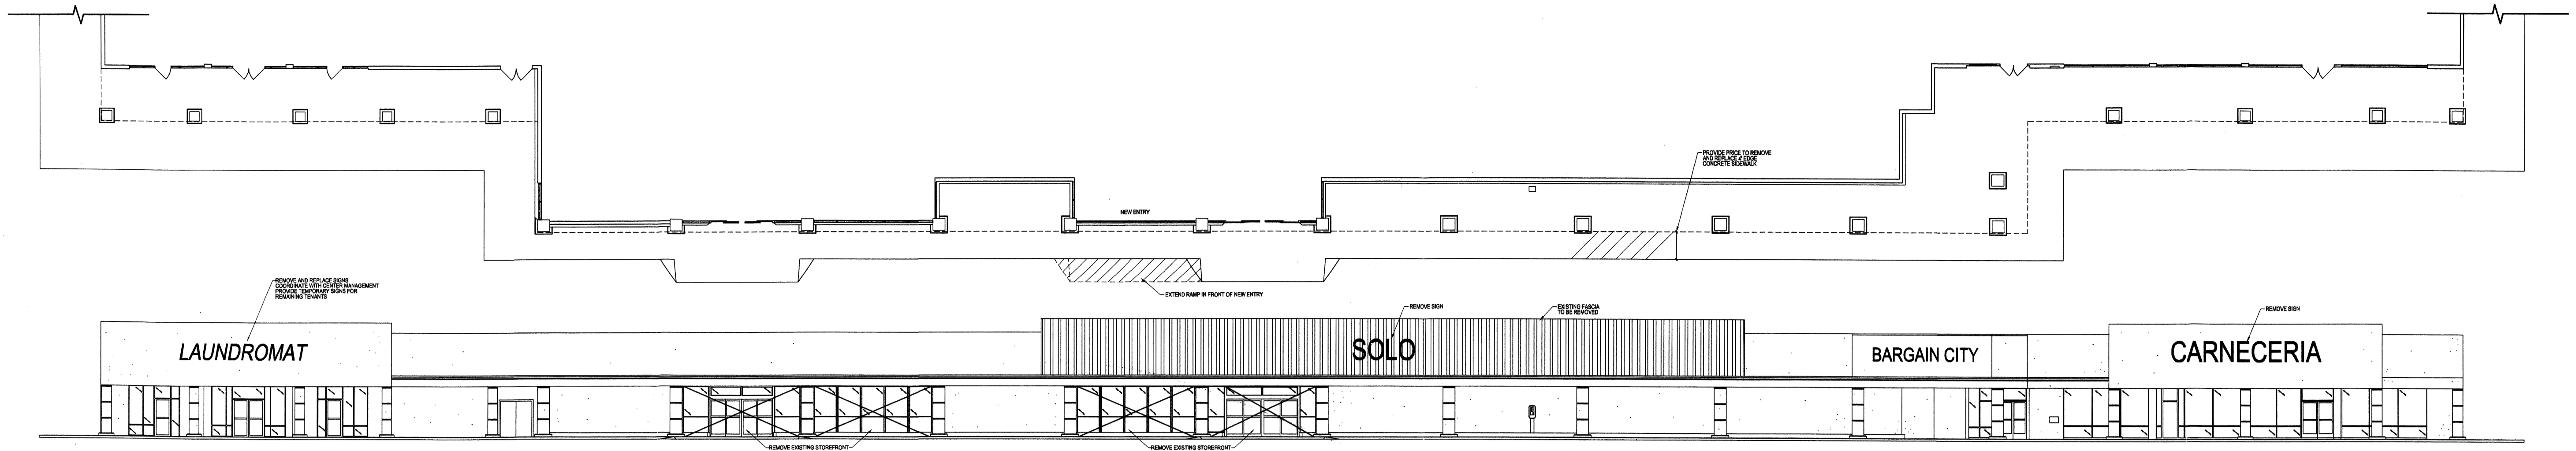 PROVIDE PRICE TO REMOVE
AND REPLACE 4' EDGE
CONCRETE SIDEWALK
NEW ENTRY
REMOVE AND REPLACE SIGNS
COORDINATE WITH CENTER MANAGEMENT
PROVIDE TEMPORARY SIGNS FOR
REMAINING TENANTS
EXTEND RAMP IN FRONT OF NEW ENTRY
REMOVE SIGN
EXISTING FASCIA
TO BE REMOVED
REMOVE SIGN
LAUNDROMAT
SOLO
BARGAIN CITY
CARNECERIA
REMOVE EXISTING STOREFRONT
REMOVE EXISTING STOREFRONT